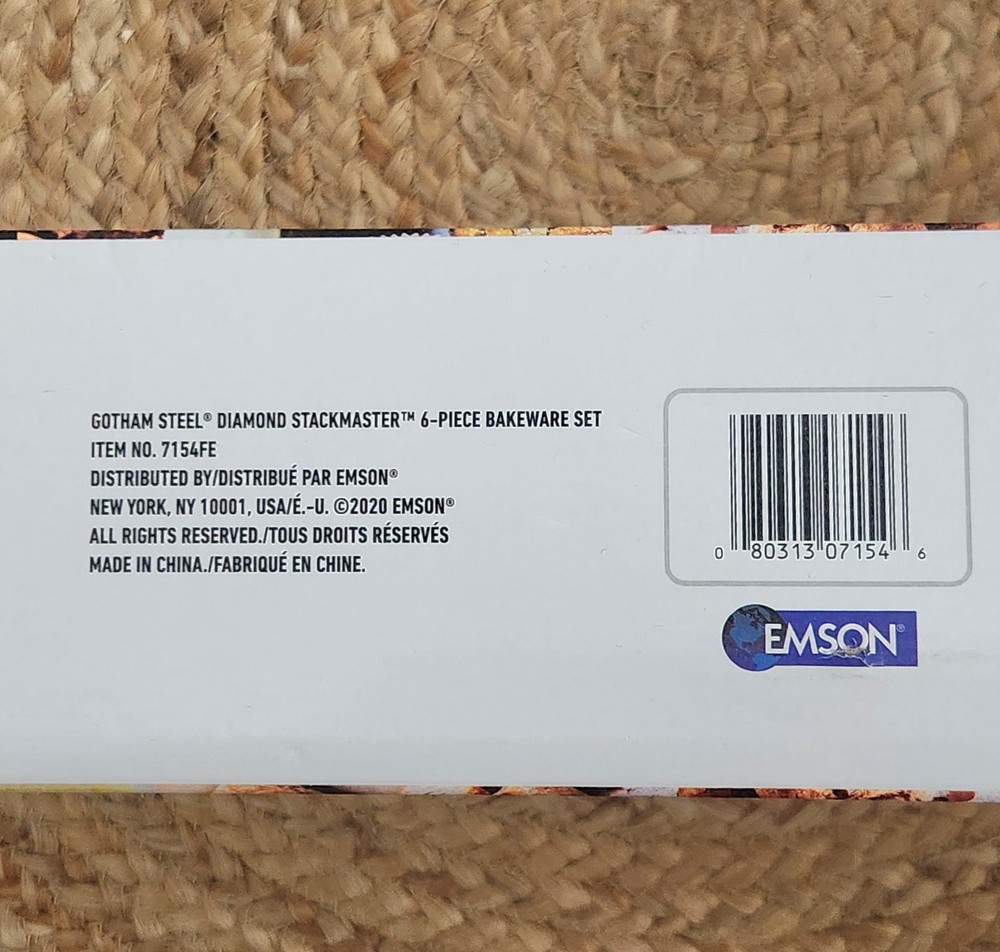 GOTHAM STEEL® DIAMOND STACKMASTER™ 6-PIECE BAKEWARE SET
ITEM NO. 7154FE
DISTRIBUTED BY/DISTRIBUÉ PAR EMSON®
NEW YORK, NY 10001, USA/É.-U. ©2020 EMSON®
ALL RIGHTS RESERVED./TOUS DROITS RÉSERVÉS
MADE IN CHINA./FABRIQUÉ EN CHINE.
0 80313 07154 6
EMSON®